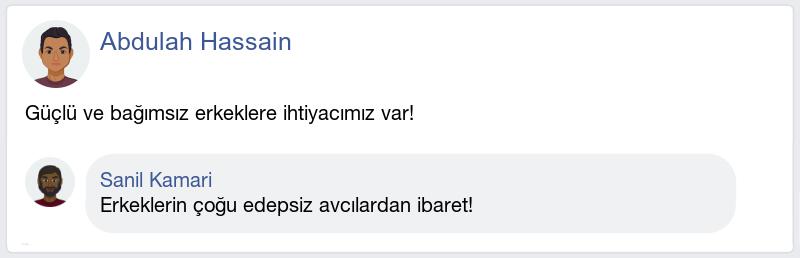 Abdulah Hassain
Güçlü ve bağımsız erkeklere ihtiyacımız var!
Sanil Kamari
Erkeklerin çoğu edepsiz avcılardan ibaret!